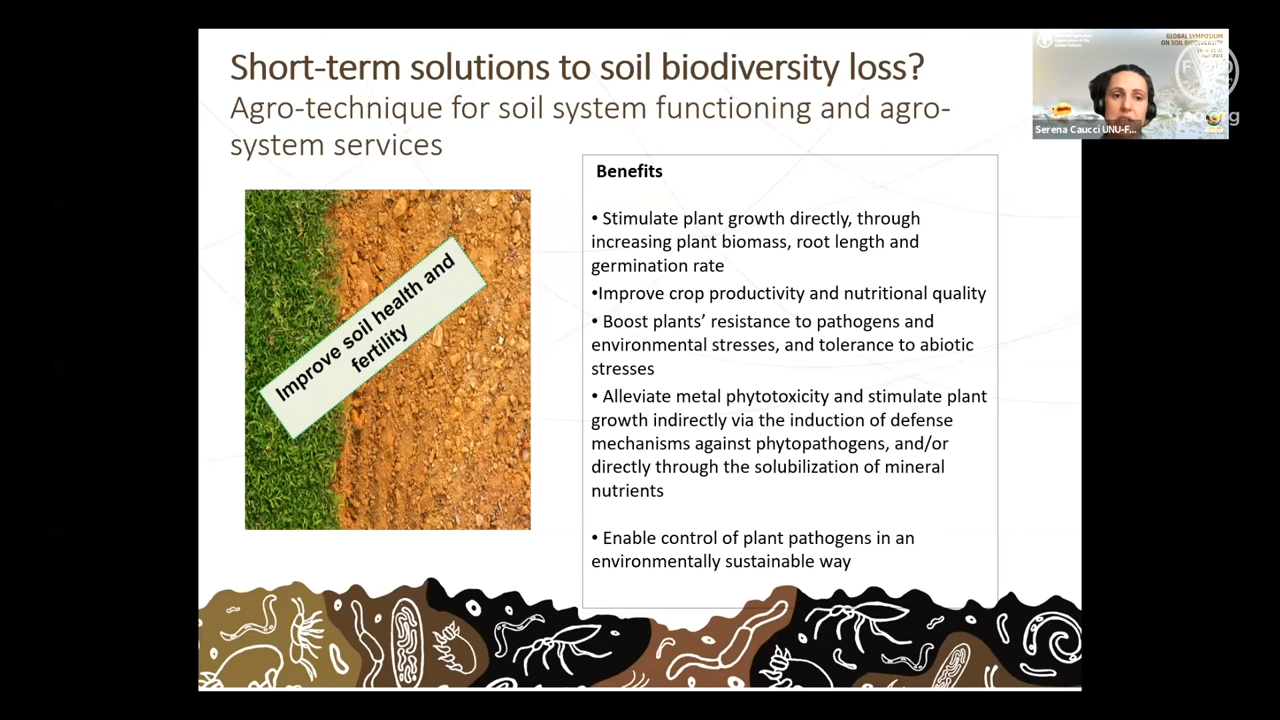 Short-term solutions to soil biodiversity loss?
Agro-technique for soil system functioning and agro-
system services
Improve soil health and
fertility
Benefits
• Stimulate plant growth directly, through
increasing plant biomass, root length and
germination rate
•Improve crop productivity and nutritional quality
• Boost plants’ resistance to pathogens and
environmental stresses, and tolerance to abiotic
stresses
• Alleviate metal phytotoxicity and stimulate plant
growth indirectly via the induction of defense
mechanisms against phytopathogens, and/or
directly through the solubilization of mineral
nutrients
• Enable control of plant pathogens in an
environmentally sustainable way
GLOBAL SYMPOSIUM
ON SOIL BIODIVERSITY
fao.org
Serena Caucci UNU-F...